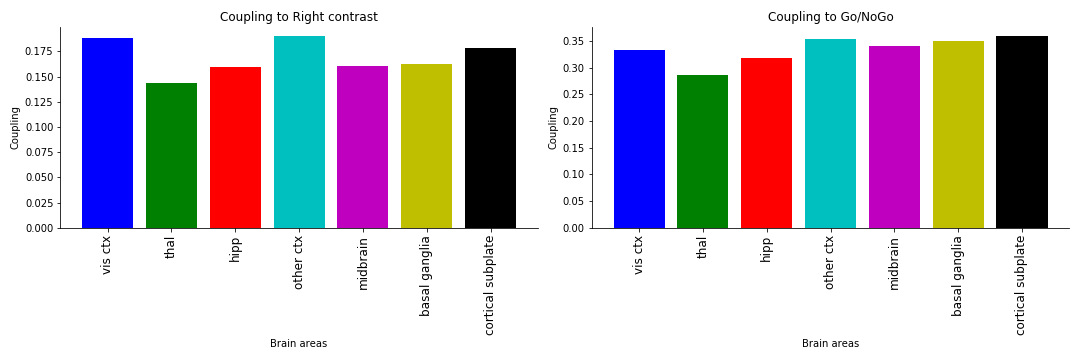 Coupling to Right contrast
Coupling
0.175
0.150
0.125
0.100
0.075
0.050
0.025
0.000
vis ctx
thal
hipp
other ctx
midbrain
basal ganglia
cortical subplate
Brain areas
Coupling to Go/NoGo
Coupling
0.35
0.30
0.25
0.20
0.15
0.10
0.05
0.00
vis ctx
thal
hipp
other ctx
midbrain
basal ganglia
cortical subplate
Brain areas